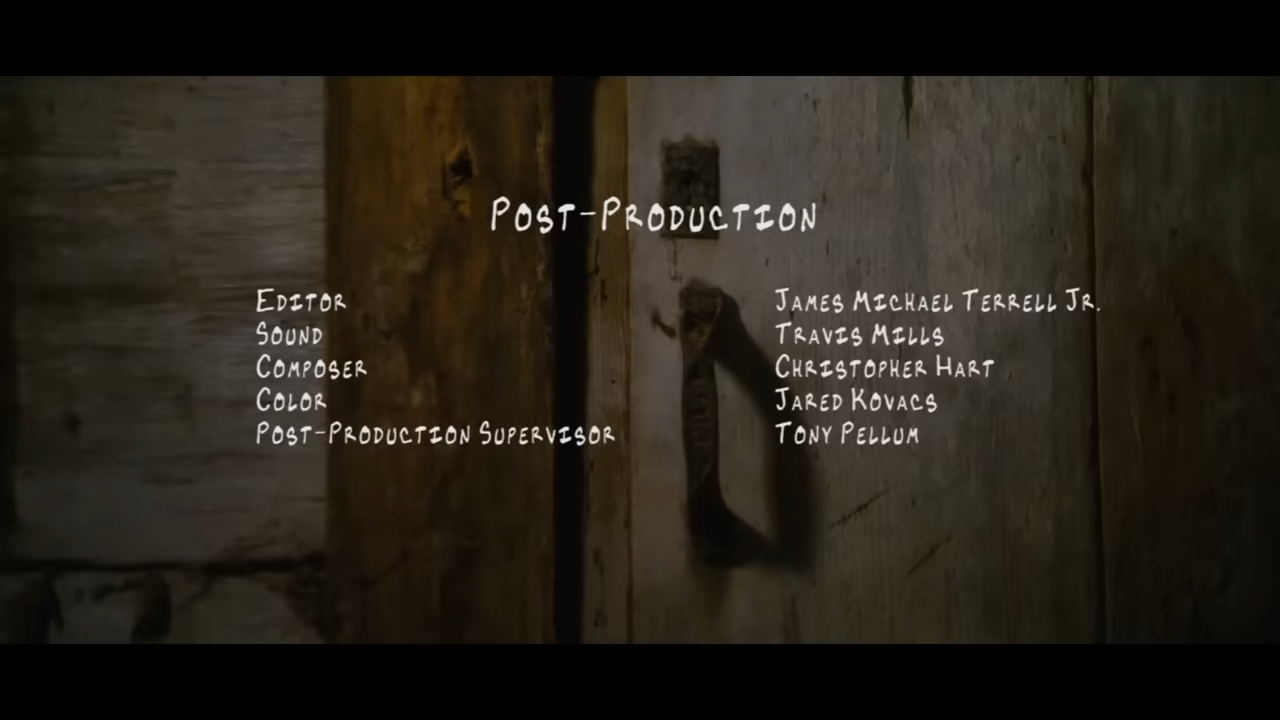 Post-Production
Editor James Michael Terrell Jr.
Sound Travis Mills
Composer Christopher Hart
Color Jared Kovacs
Post-Production Supervisor Tony Pellum